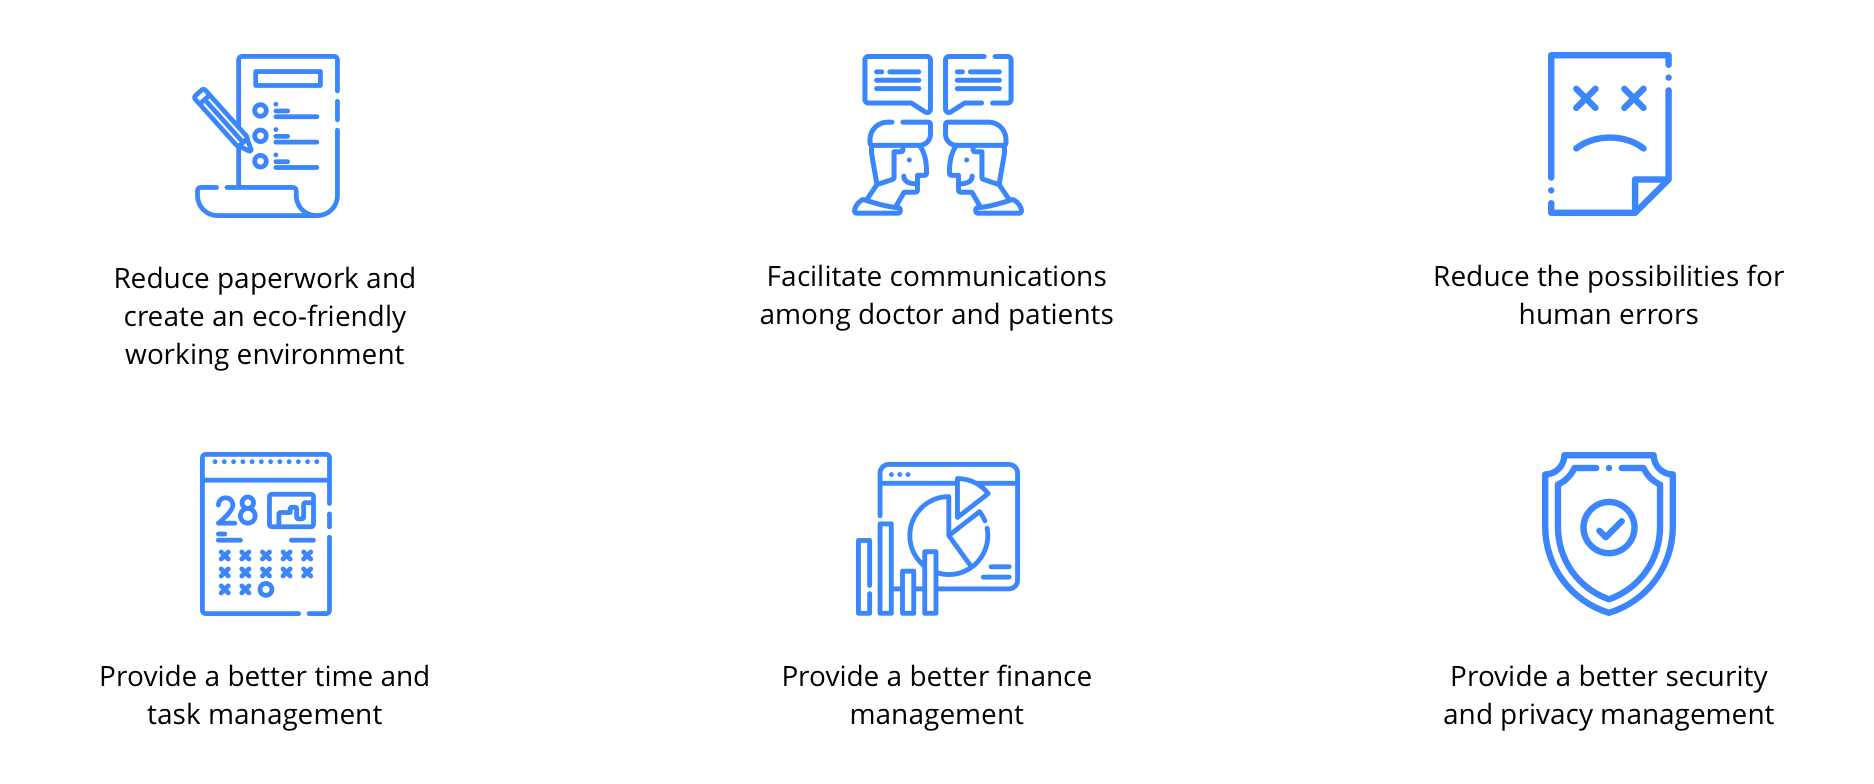 Reduce paperwork and
create an eco-friendly
working environment
Facilitate communications
among doctor and patients
Reduce the possibilities for
human errors
28
Provide a better time and
task management
Provide a better finance
management
Provide a better security
and privacy management